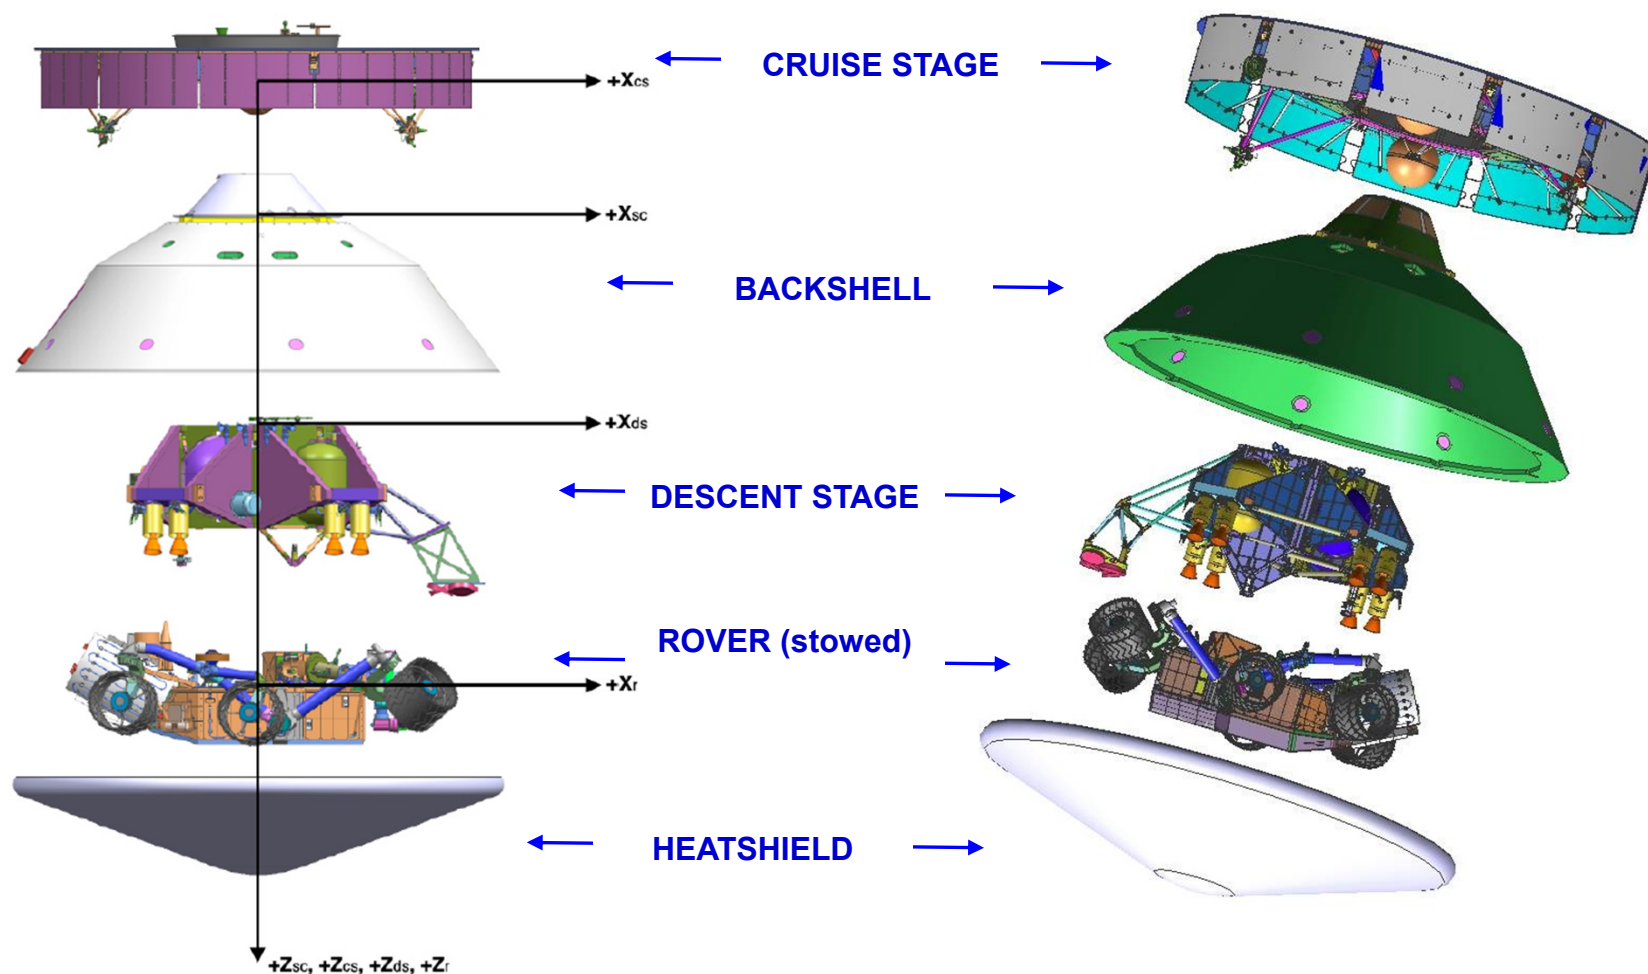 +Xcs
CRUISE STAGE
+Xsc
BACKSHELL
+Xds
DESCENT STAGE
ROVER (stowed)
+Xr
HEATSHIELD
+Zsc, +Zcs, +Zds, +Zr